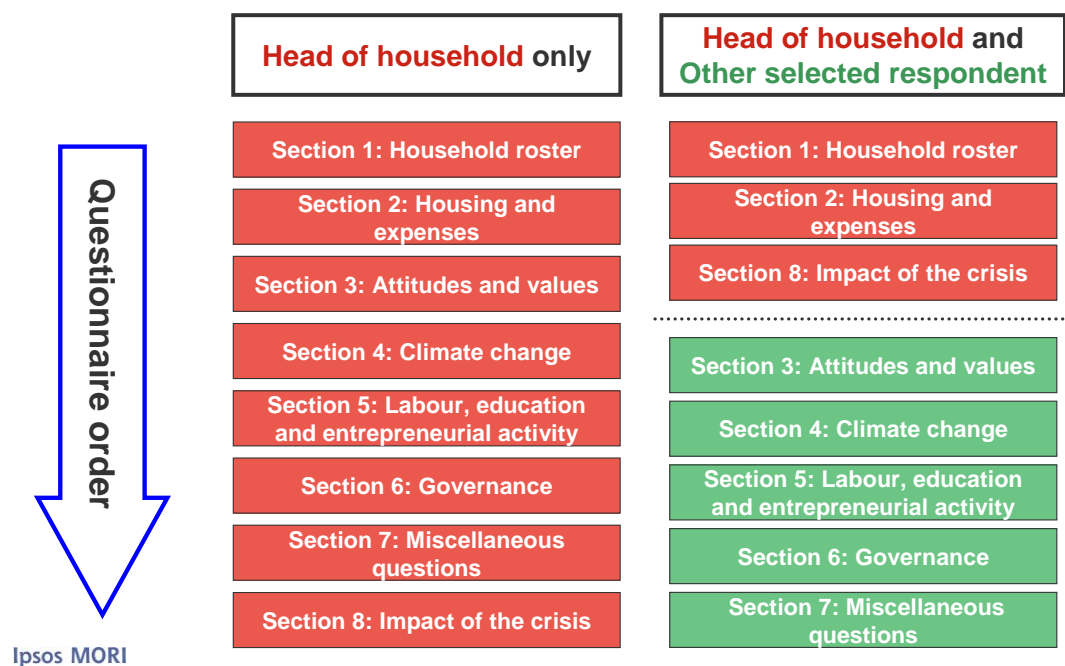 Head of household only
Head of household and
Other selected respondent
Questionnaire order
Section 1: Household roster
Section 2: Housing and
expenses
Section 3: Attitudes and values
Section 4: Climate change
Section 5: Labour, education
and entrepreneurial activity
Section 6: Governance
Section 7: Miscellaneous
questions
Section 8: Impact of the crisis
Section 1: Household roster
Section 2: Housing and
expenses
Section 8: Impact of the crisis
Section 3: Attitudes and values
Section 4: Climate change
Section 5: Labour, education
and entrepreneurial activity
Section 6: Governance
Section 7: Miscellaneous
questions
Ipsos MORI